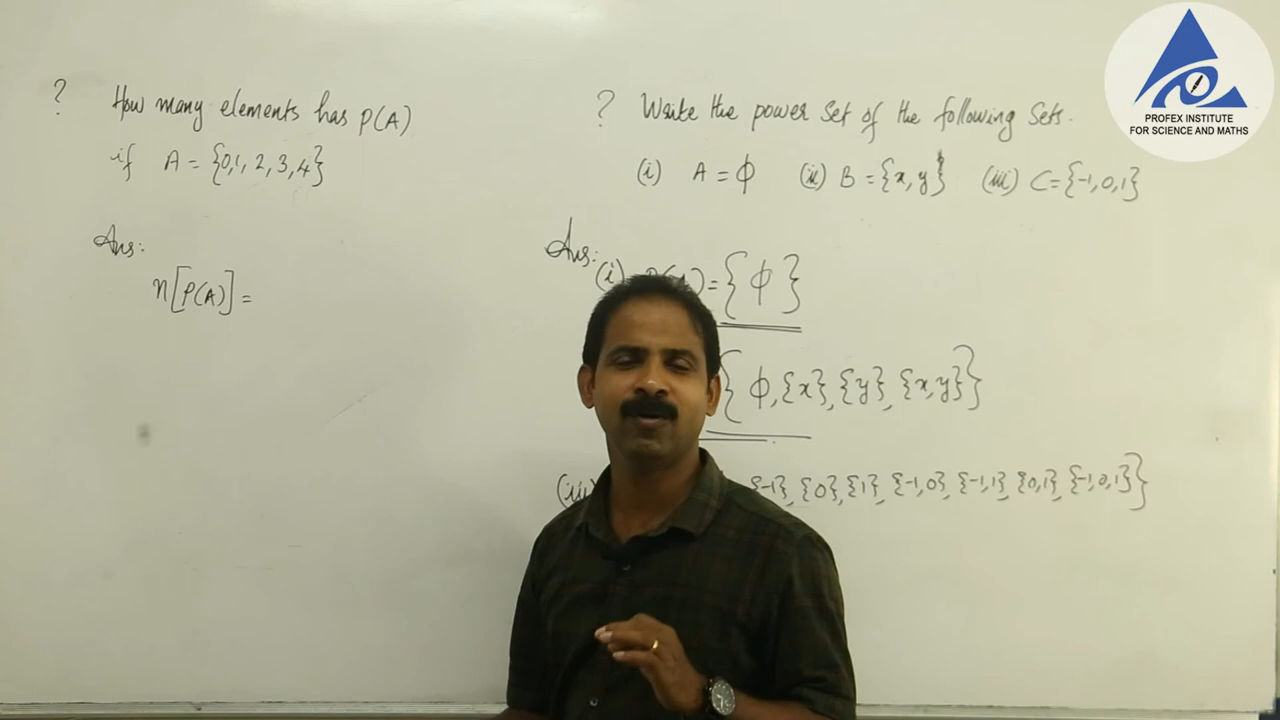 ? How many elements has P(A)
if A = {0,1, 2, 3, 4}
Ans:
n[P(A)] =
? Write the power set of the following sets.
(i) A = ϕ (ii) B = {x, y} (iii) C = {-1, 0, 1}
Ans: (i) = {ϕ}
{ϕ, {x}, {y}, {x,y}}
(iii) {-1}, {0}, {1}, {-1,0}, {-1,1}, {0,1}, {-1,0,1}}
PROFEX INSTITUTE
FOR SCIENCE AND MATHS